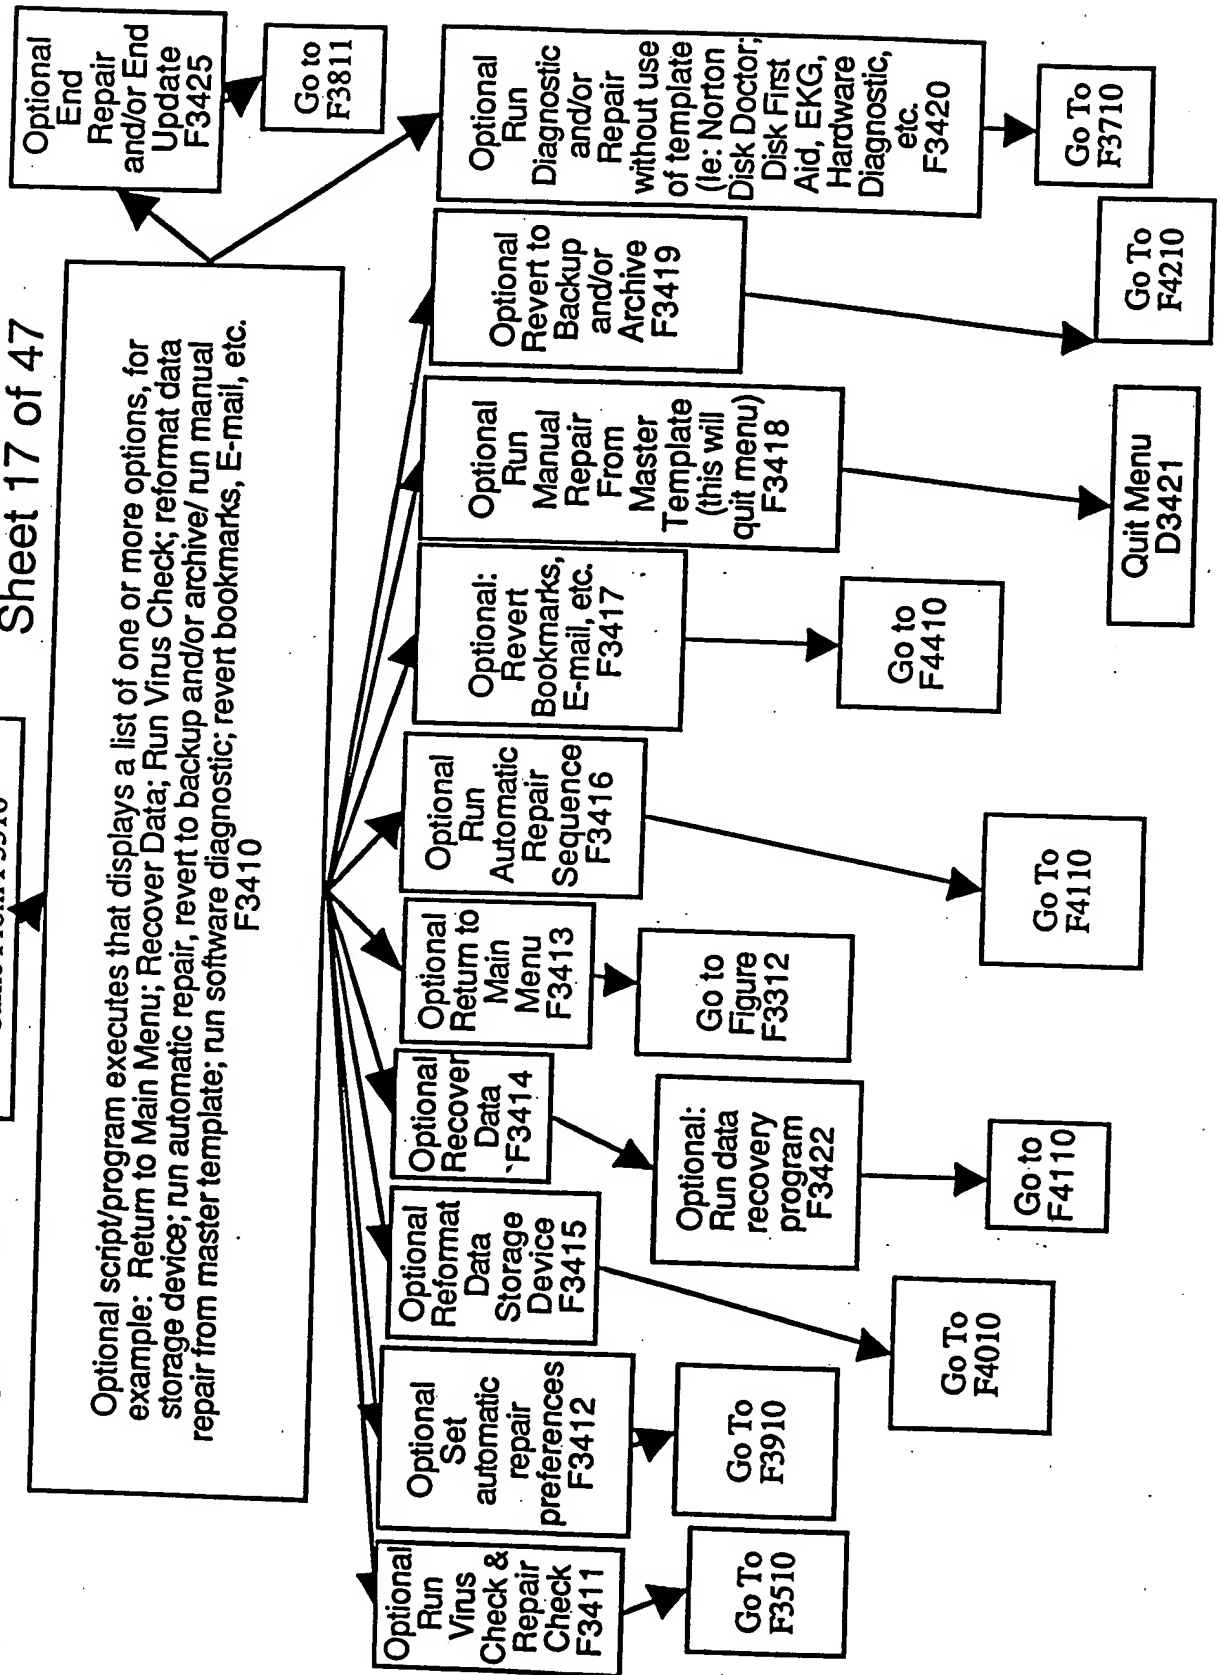 Sheet 17 of 47
Optional script/program executes that displays a list of one or more options, for
example: Return to Main Menu; Recover Data; Run Virus Check; reformat data
storage device; run automatic repair, revert to backup and/or archive/ run manual
repair from master template; run software diagnostic; revert bookmarks, E-mail, etc.
F3410
Optional
Run
Virus
Check &
Repair
Check
F3411
Go To
F3510
Optional
Set
automatic
repair
preferences
F3412
Go To
F3910
Optional
Reformat
Data
Storage
Device
F3415
Go To
F4010
Optional
Recover
Data
F3414
Optional:
Run data
recovery
program
F3422
Go to
F4110
Optional
Return to
Main
Menu
F3413
Go to
Figure
F3312
Optional
Run
Automatic
Repair
Sequence
F3416
Go To
F4110
Optional:
Revert
Bookmarks,
E-mail, etc.
F3417
Go to
F4410
Optional
Run
Manual
Repair
From
Master
Template
(this will
quit menu)
F3418
Quit Menu
D3421
Optional
Revert to
Backup
and/or
Archive
F3419
Go To
F4210
Optional
Run
Diagnostic
and/or
Repair
without use
of template
(Ie: Norton
Disk Doctor;
Disk First
Aid, EKG,
Hardware
Diagnostic,
etc.
F3420
Go To
F3710
Optional
End
Repair
and/or End
Update
F3425
Go to
F3811